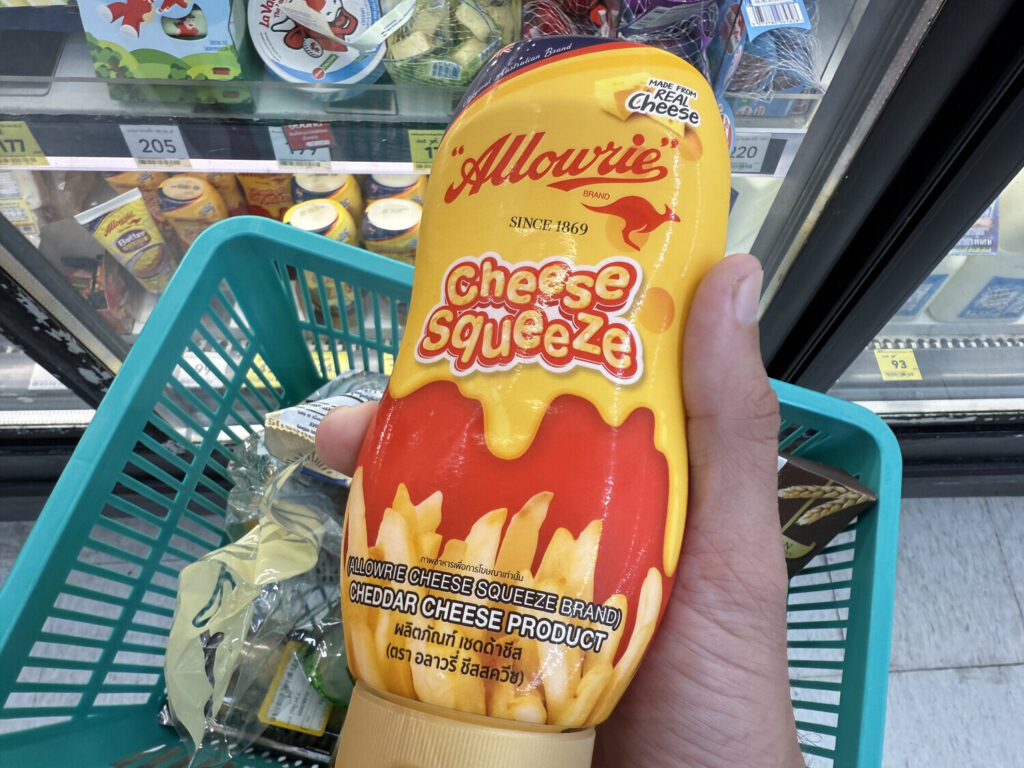 Australian Brand
MADE FROM
REAL
Cheese
"Allowrie"
BRAND
SINCE 1869
Cheese
Squeeze
ภาพอาหารเพื่อการโฆษณาเท่านั้น
(ALLOWRIE CHEESE SQUEEZE BRAND)
CHEDDAR CHEESE PRODUCT
ผลิตภัณฑ์ เชดด้าชีส
(ตรา อลาวรี่ ชีสสควีซ)
205
220
93
Butter